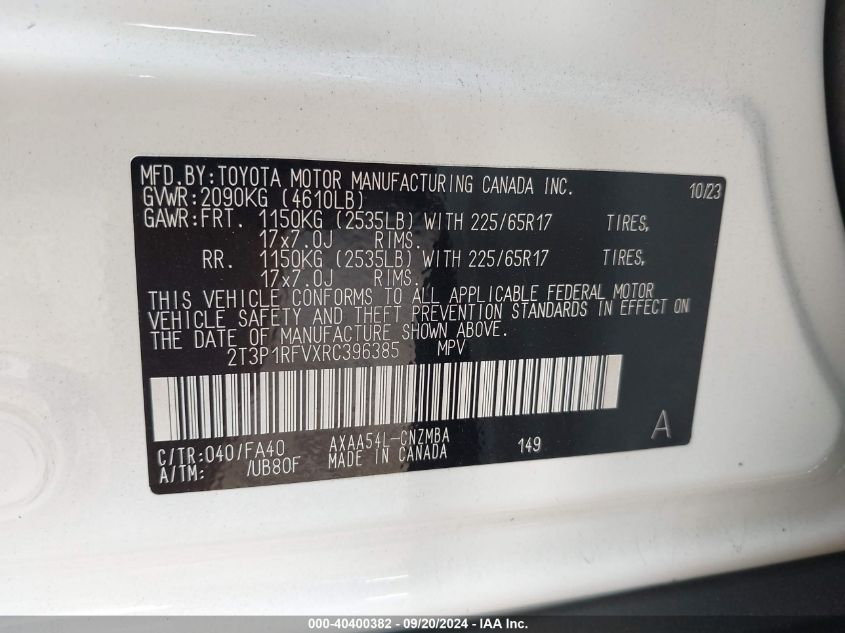 MFD.BY:TOYOTA MOTOR MANUFACTURING CANADA INC. 10/23
GVWR:2090KG (4610LB)
GAWR:FRT. 1150KG (2535LB) WITH 225/65R17 TIRES,
17x7.0J RIMS.
RR. 1150KG (2535LB) WITH 225/65R17 TIRES,
17x7.0J RIMS.
THIS VEHICLE CONFORMS TO ALL APPLICABLE FEDERAL MOTOR
VEHICLE SAFETY AND THEFT PREVENTION STANDARDS IN EFFECT ON
THE DATE OF MANUFACTURE SHOWN ABOVE.
2T3P1RFVXRC396385 MPV
C/TR:040/FA40 AXAA54L-CNZMBA 149 A
A/TM: /UB80F MADE IN CANADA
000-40400382 - 09/20/2024 - IAAI Inc.